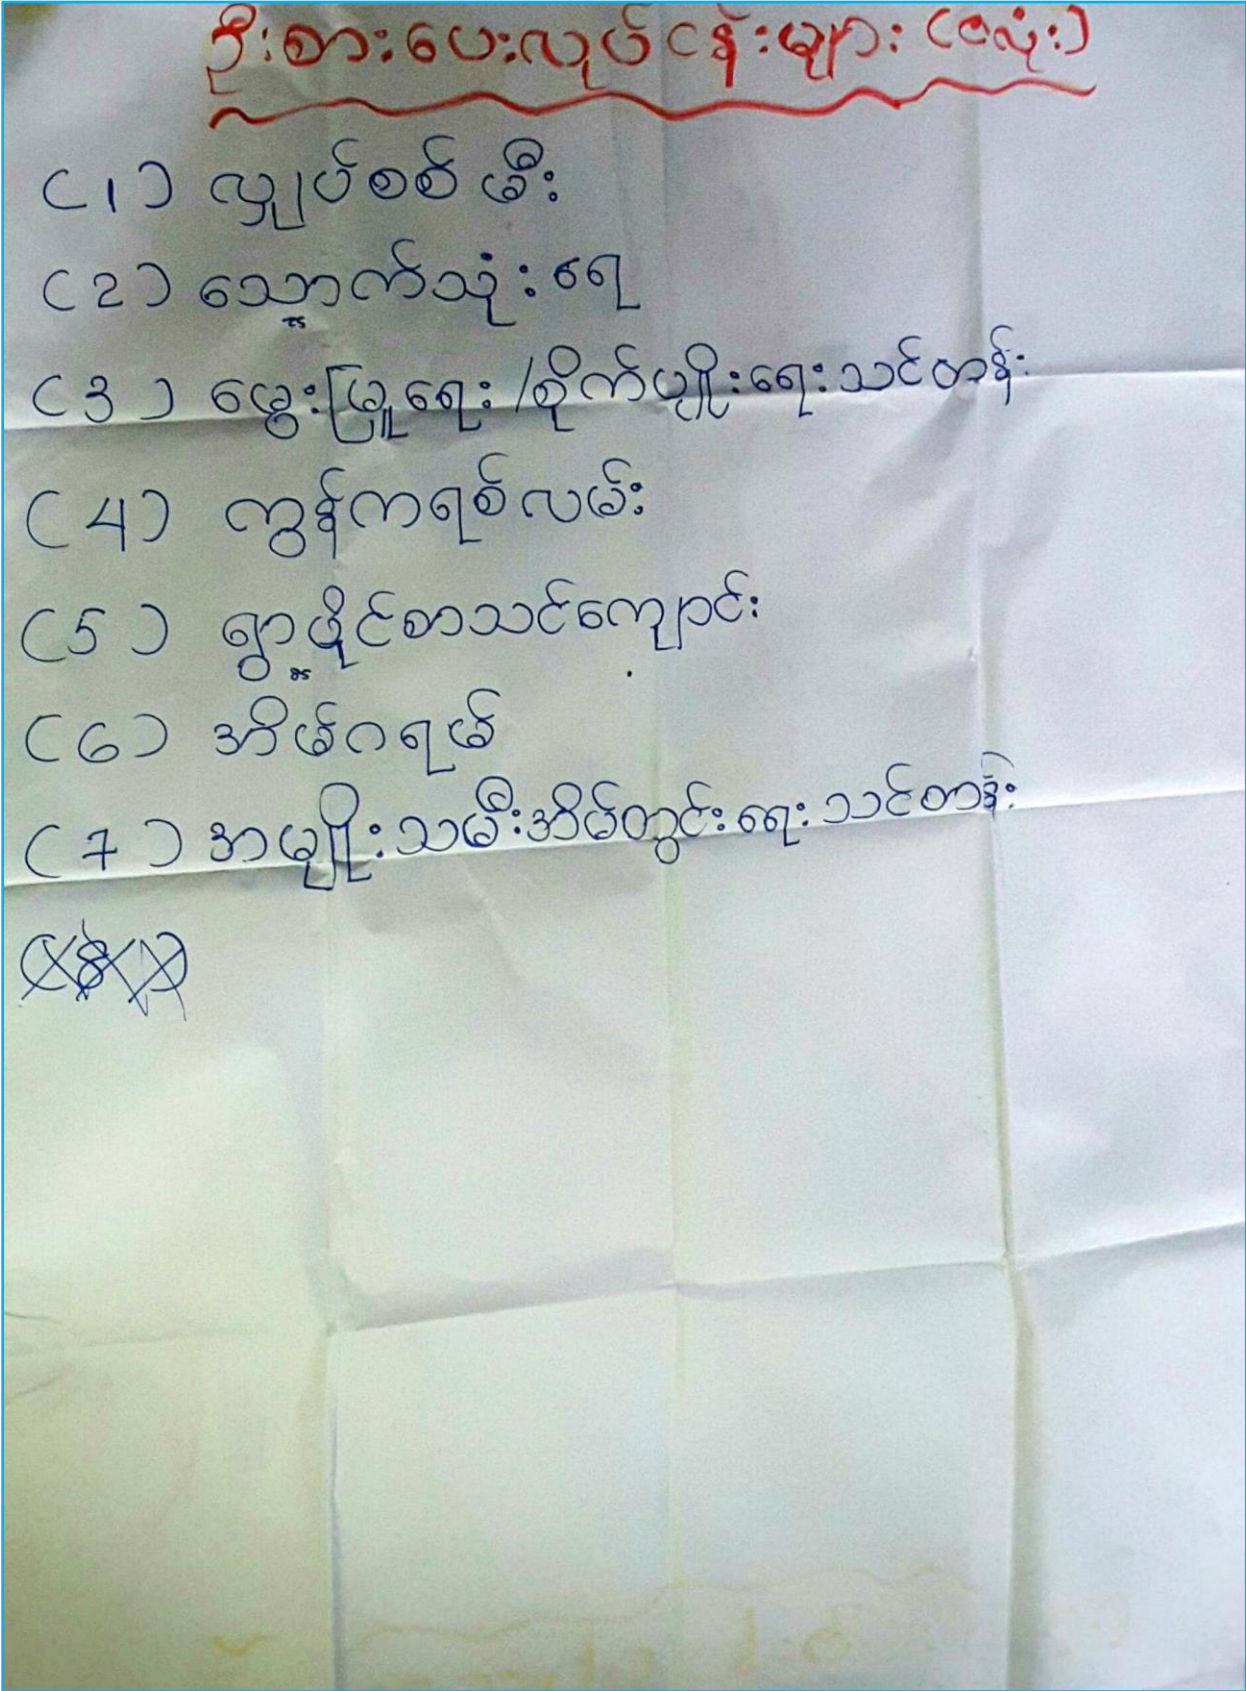 ဦးစားပေးလုပ်ငန်းများ (ဇလုံး)
(1) လျှပ်စစ်မီး
(2) သောက်သုံးရေ
(3) မွေးမြူရေး/စိုက်ပျိုးရေးသင်တန်း
(4) ကွန်ကရစ်လမ်း
(5) ရွာ့ပိုင်စာသင်ကျောင်း
(6) အိမ်ဂရမ်
(7) အမျိုးသမီးအိမ်တွင်းရေးသင်တန်း